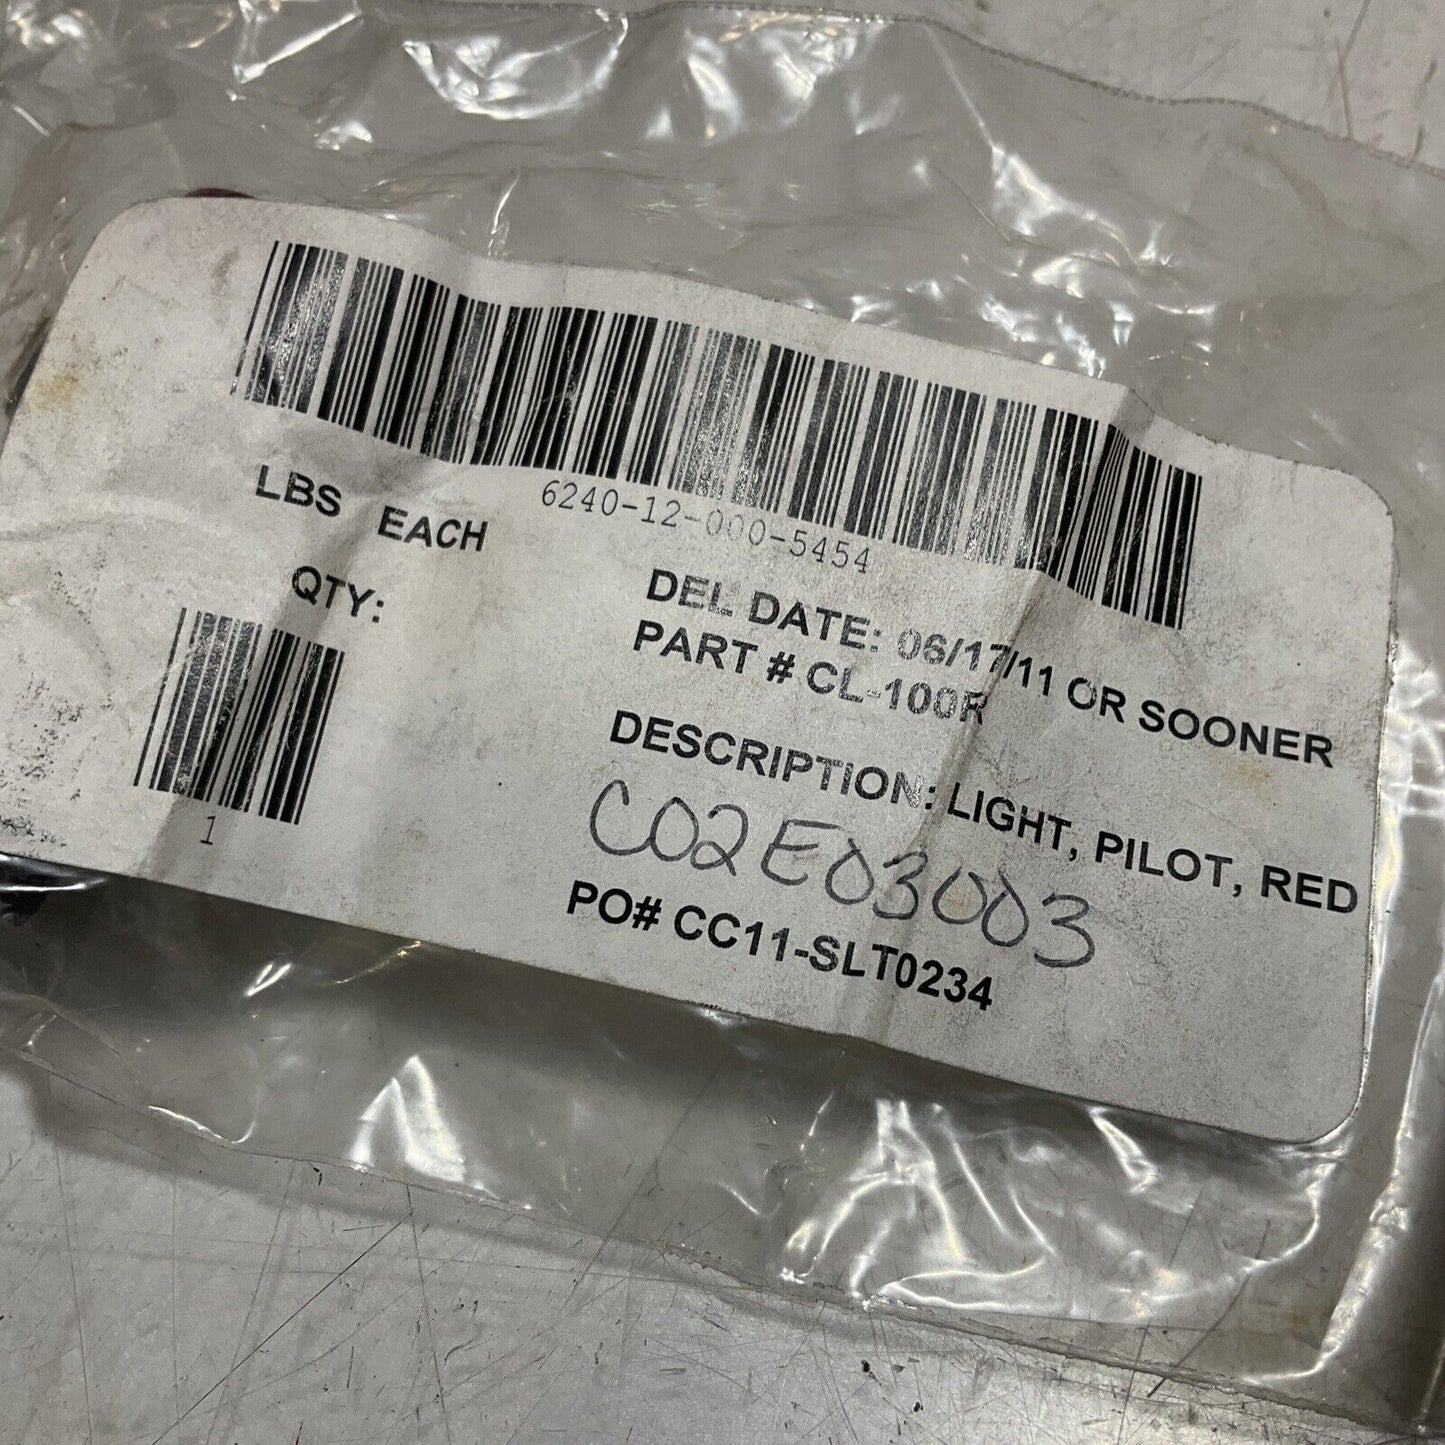 6240-12-000-5454
LBS EACH
QTY:
1
DEL DATE: 06/17/11 OR SOONER
PART # CL-100R
DESCRIPTION: LIGHT, PILOT, RED
C02E03003
PO# CC11-SLT0234